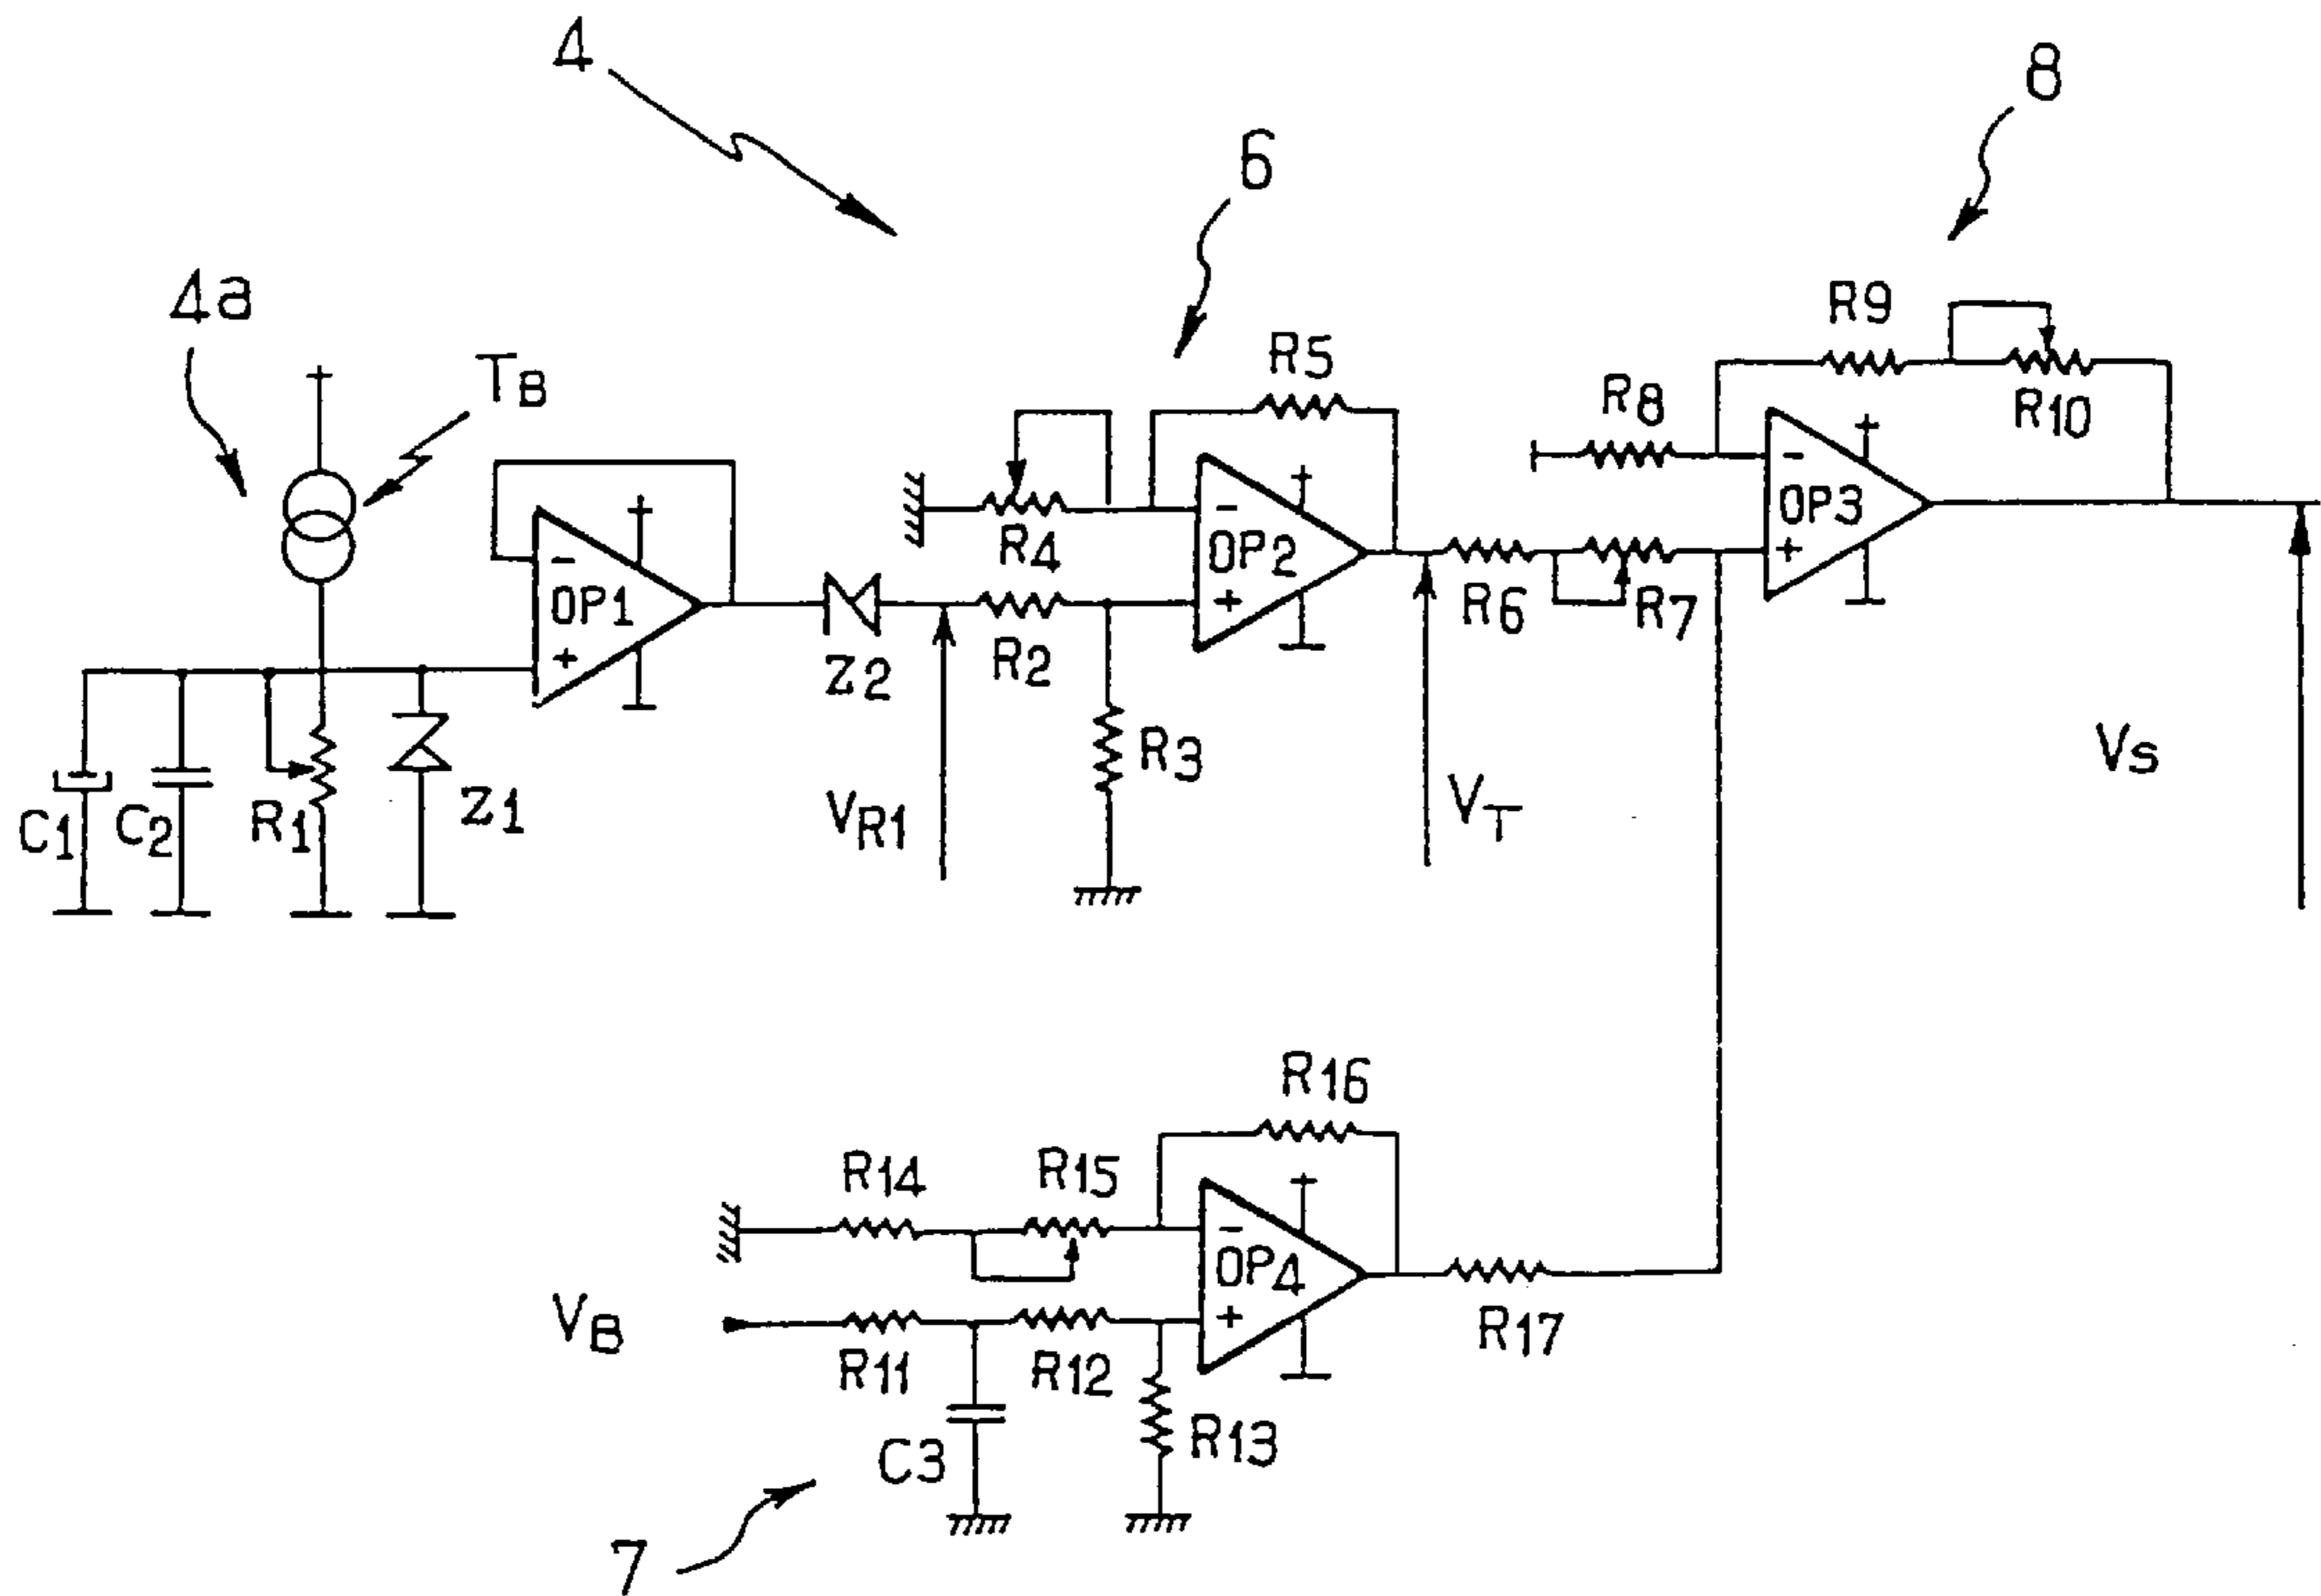 4
8
6
4a
TB
R9
R5
R8
R10
OP3
-
+
R4
OP2
-
+
R6
R7
OP1
-
+
Z2
R2
R3
VR1
VT
VS
C1
C2
R1
Z1
R16
R14
R15
OP4
-
+
R17
VB
R11
R12
C3
R13
7